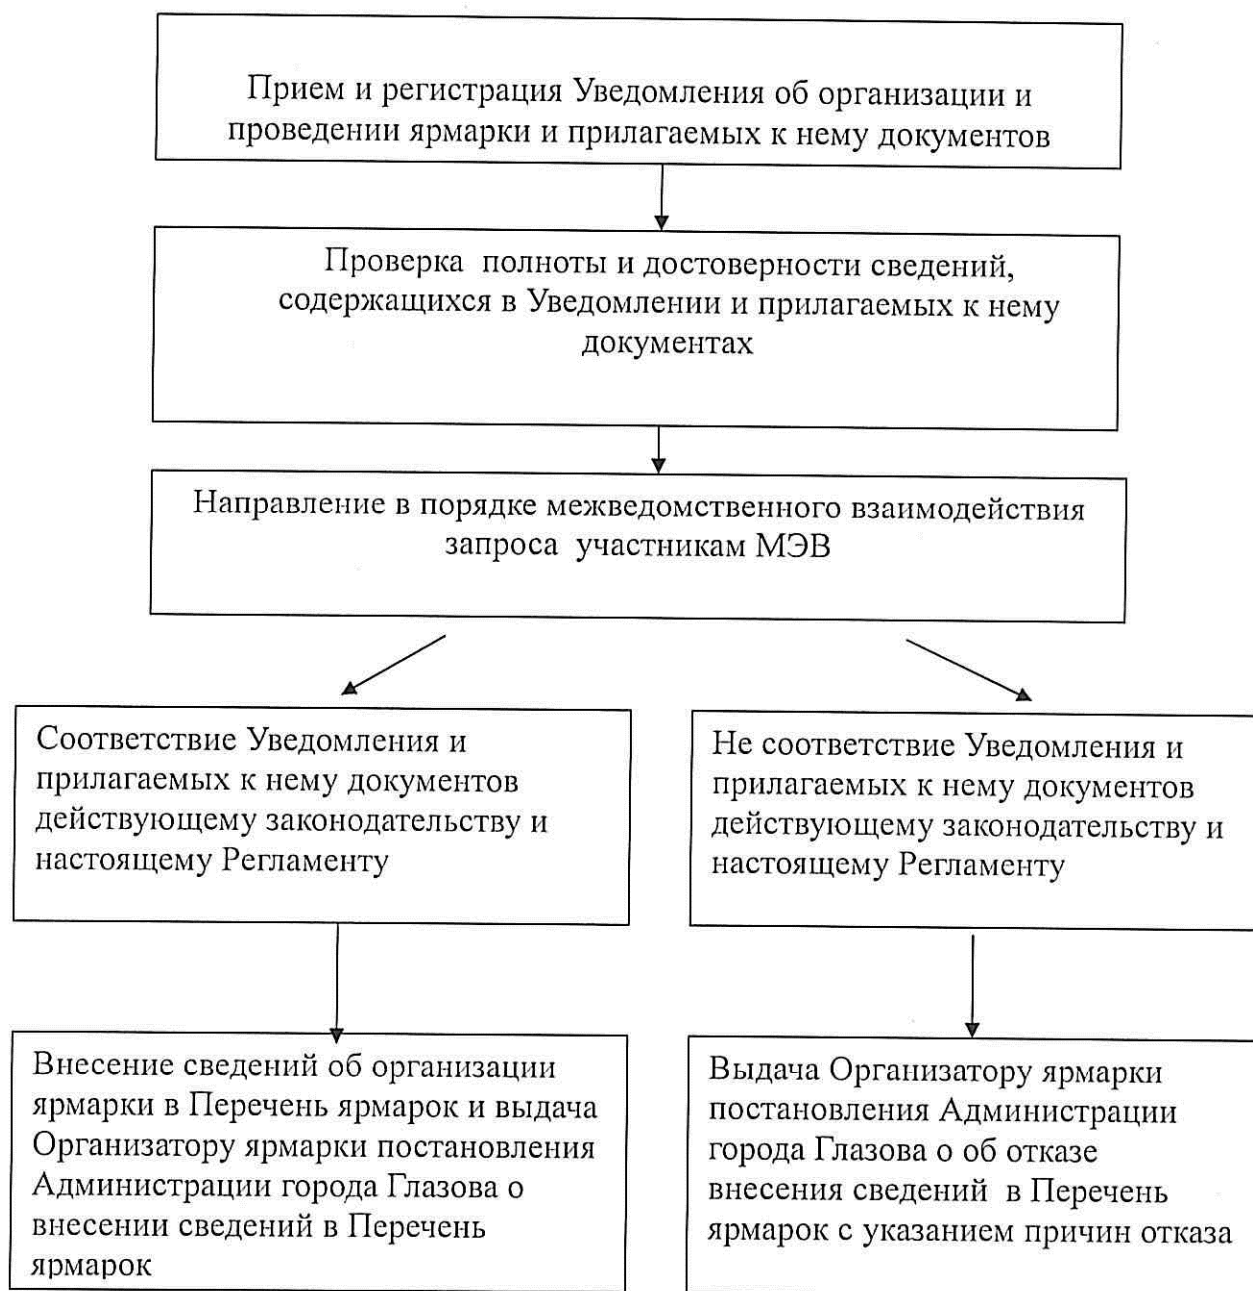 Прием и регистрация Уведомления об организации и
проведении ярмарки и прилагаемых к нему документов
Проверка  полноты и достоверности сведений,
содержащихся в Уведомлении и прилагаемых к нему
документах
Направление в порядке межведомственного взаимодействия
запроса  участникам МЭВ
Соответствие Уведомления и
прилагаемых к нему документов
действующему законодательству и
настоящему Регламенту
Не соответствие Уведомления и
прилагаемых к нему документов
действующему законодательству и
настоящему Регламенту
Внесение сведений об организации
ярмарки в Перечень ярмарок и выдача
Организатору ярмарки постановления
Администрации города Глазова о
внесении сведений в Перечень
ярмарок
Выдача Организатору ярмарки
постановления Администрации
города Глазова о об отказе
внесения сведений  в Перечень
ярмарок с указанием причин отказа